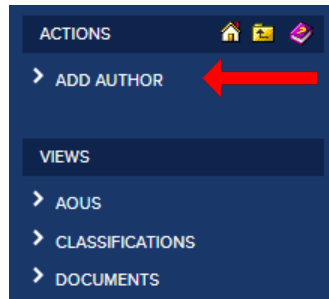 ACTIONS
ADD AUTHOR
VIEWS
AOUS
CLASSIFICATIONS
DOCUMENTS